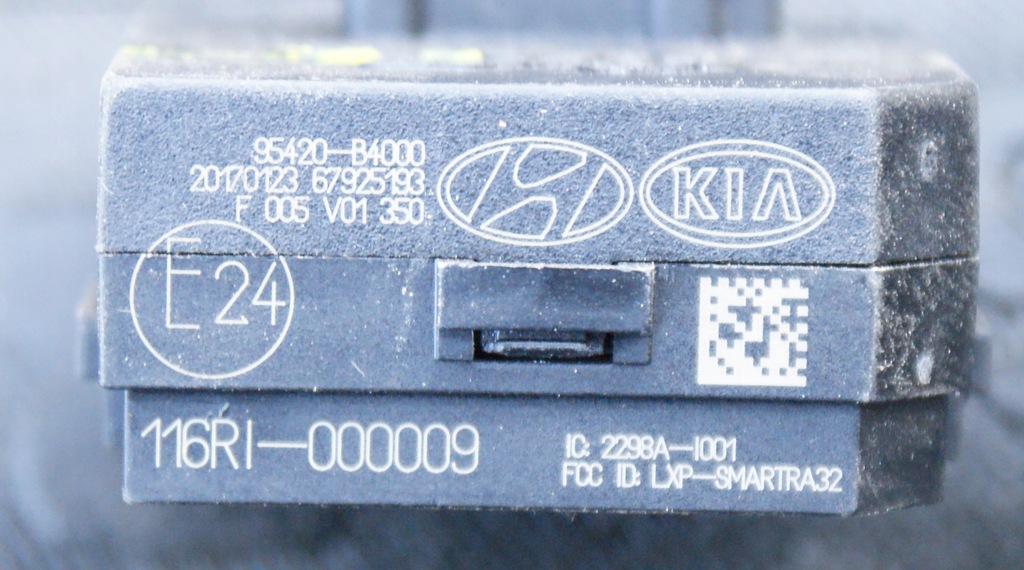 95420-B4000
20170123 67925193
F 005 V01 350
KIA
E24
116RI-000009
IC: 2298A-I001
FCC ID: LXP-SMARTRA32
G